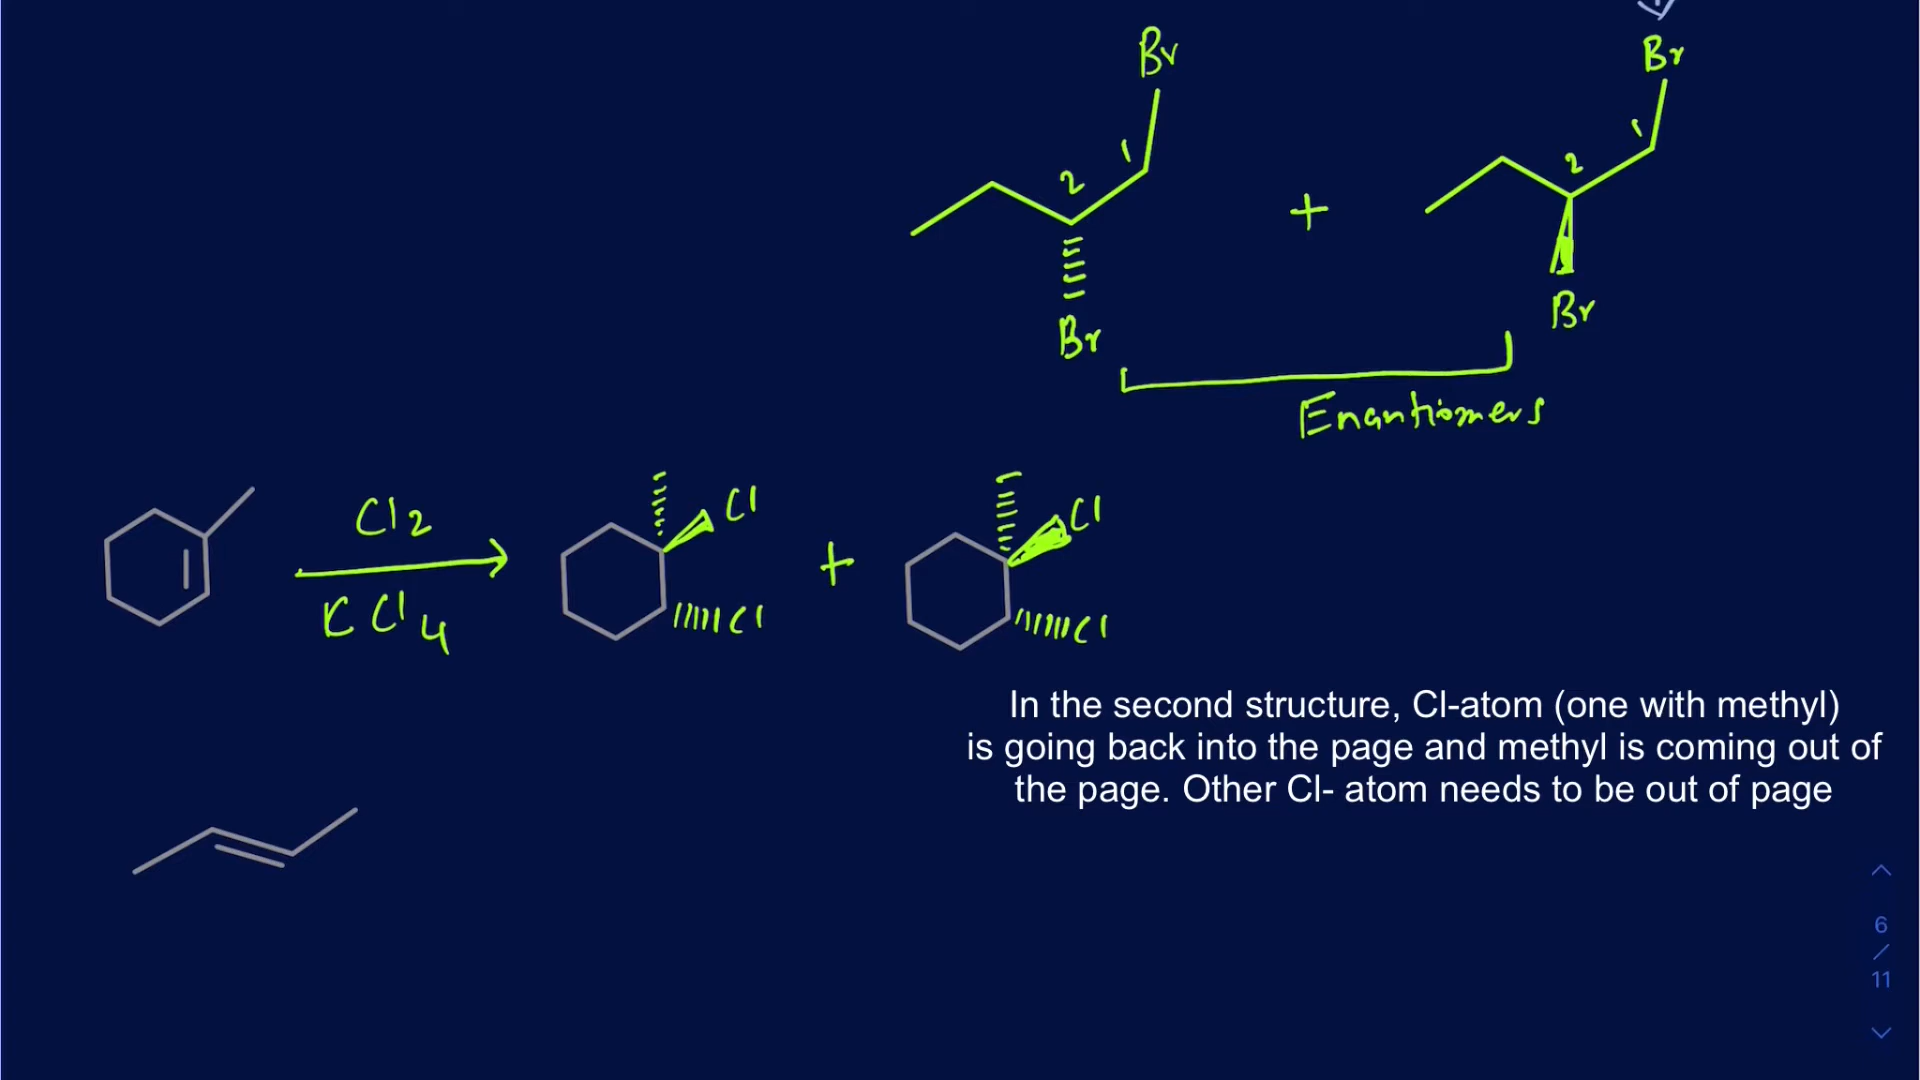 Br
Br
1
1
2
2
+
Br
Br
Enantiomers
Cl2
Cl
+
Cl
CCl4
Cl
Cl
In the second structure, Cl-atom (one with methyl)
is going back into the page and methyl is coming out of
the page. Other Cl- atom needs to be out of page
6
/
11